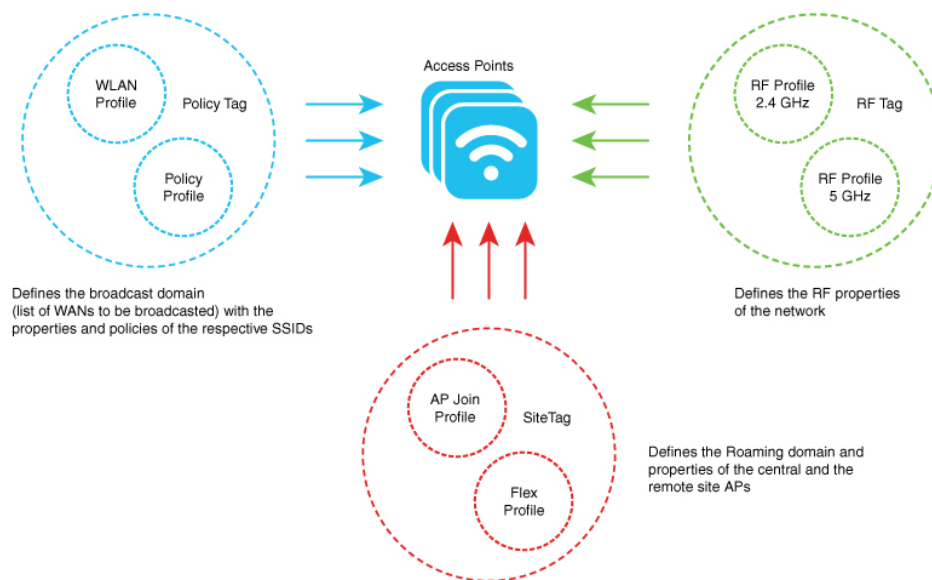 Access Points
WLAN
Profile
Policy Tag
Policy
Profile
Defines the broadcast domain
(list of WANs to be broadcasted) with the
properties and policies of the respective SSIDs
RF Profile
2.4 GHz
RF Tag
RF Profile
5 GHz
Defines the RF properties
of the network
AP Join
Profile
SiteTag
Flex
Profile
Defines the Roaming domain and
properties of the central and the
remote site APs